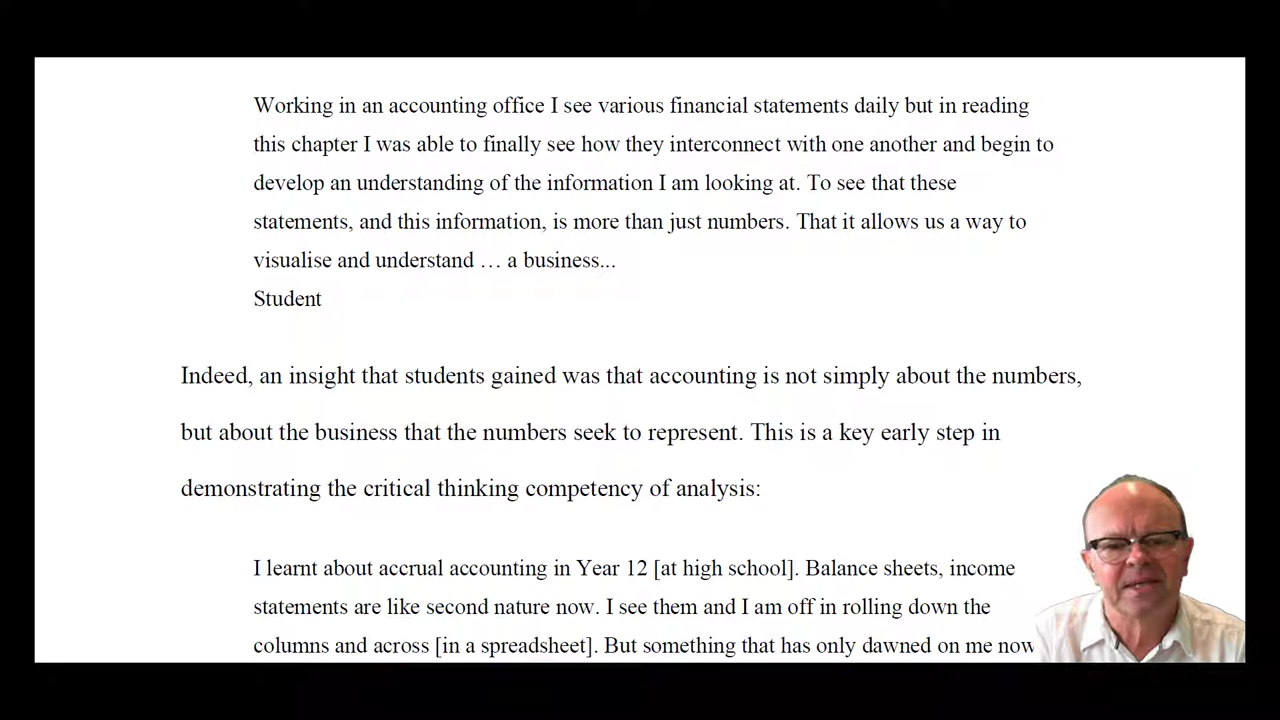 Working in an accounting office I see various financial statements daily but in reading
this chapter I was able to finally see how they interconnect with one another and begin to
develop an understanding of the information I am looking at. To see that these
statements, and this information, is more than just numbers. That it allows us a way to
visualise and understand … a business...
Student
Indeed, an insight that students gained was that accounting is not simply about the numbers,
but about the business that the numbers seek to represent. This is a key early step in
demonstrating the critical thinking competency of analysis:
I learnt about accrual accounting in Year 12 [at high school]. Balance sheets, income
statements are like second nature now. I see them and I am off in rolling down the
columns and across [in a spreadsheet]. But something that has only dawned on me now